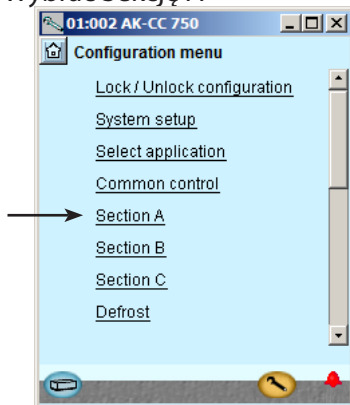 01:002 AK-CC 750
Configuration menu
Lock / Unlock configuration
System setup
Select application
Common control
Section A
Section B
Section C
Defrost